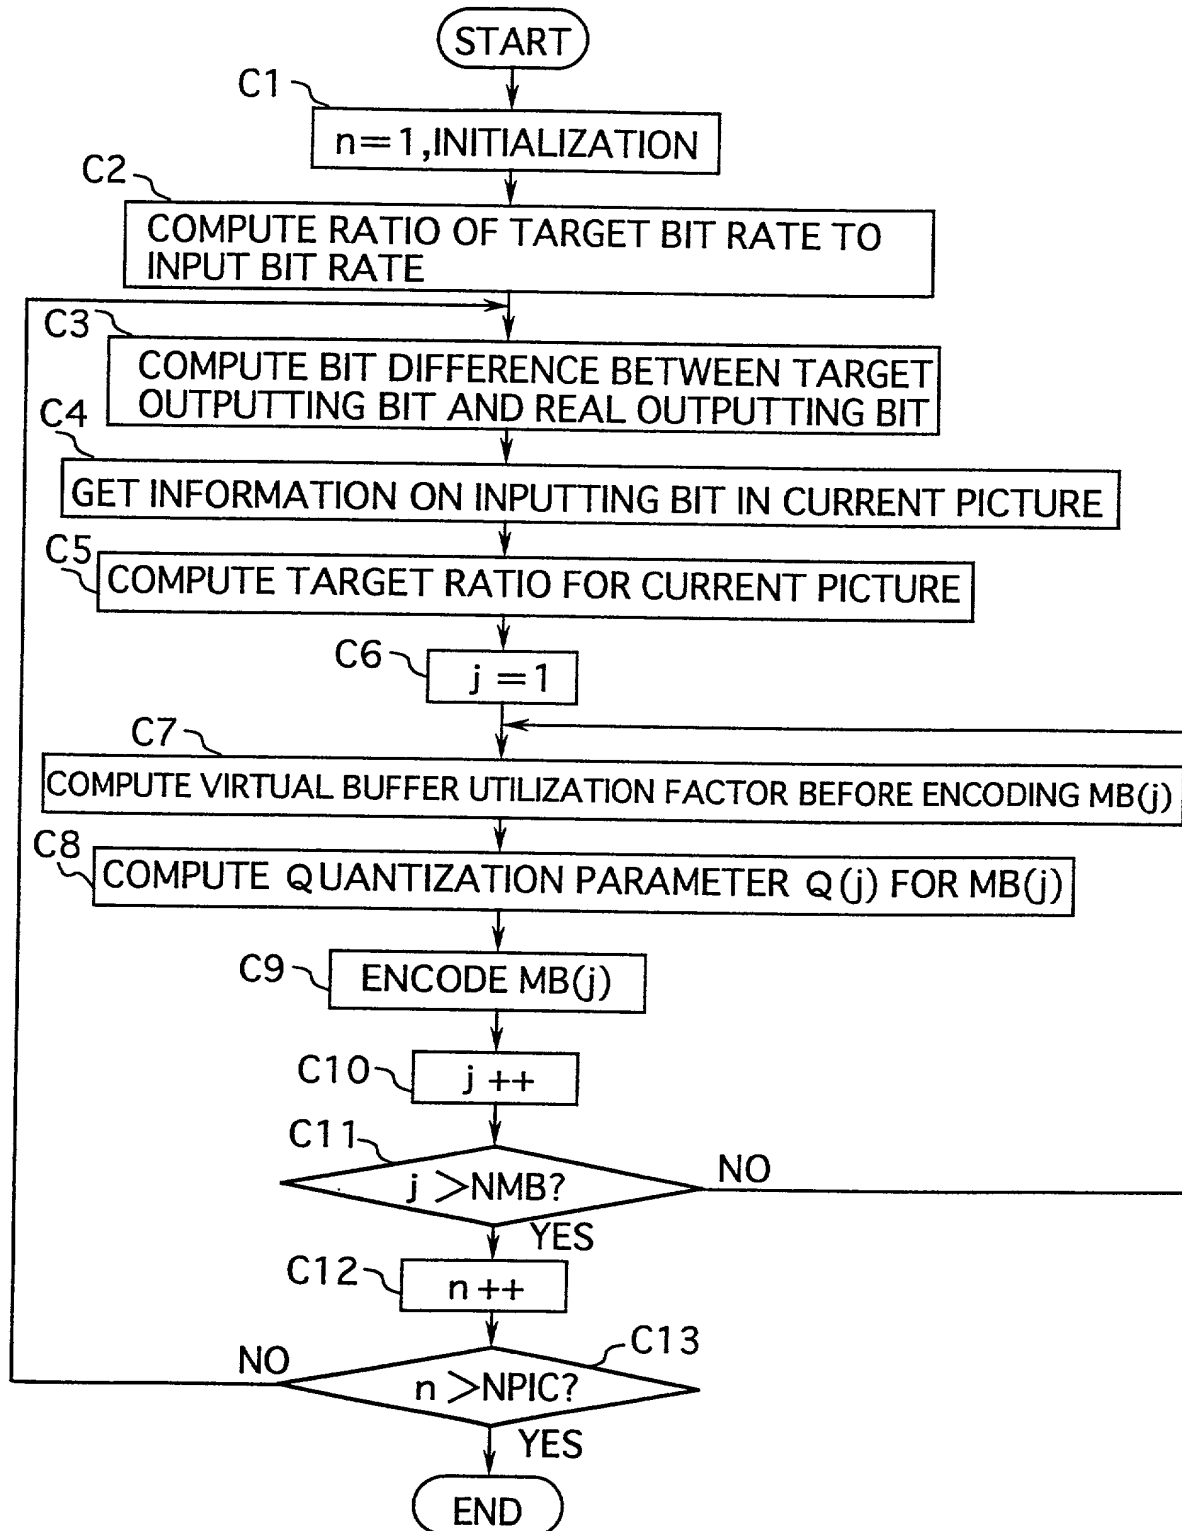 START
C1
n=1,INITIALIZATION
C2
COMPUTE RATIO OF TARGET BIT RATE TO
INPUT BIT RATE
C3
COMPUTE BIT DIFFERENCE BETWEEN TARGET
OUTPUTTING BIT AND REAL OUTPUTTING BIT
C4
GET INFORMATION ON INPUTTING BIT IN CURRENT PICTURE
C5
COMPUTE TARGET RATIO FOR CURRENT PICTURE
C6
j=1
C7
COMPUTE VIRTUAL BUFFER UTILIZATION FACTOR BEFORE ENCODING MB(j)
C8
COMPUTE QUANTIZATION PARAMETER Q(j) FOR MB(j)
C9
ENCODE MB(j)
C10
j++
C11
j>NMB?
NO
YES
C12
n++
C13
NO
n>NPIC?
YES
END